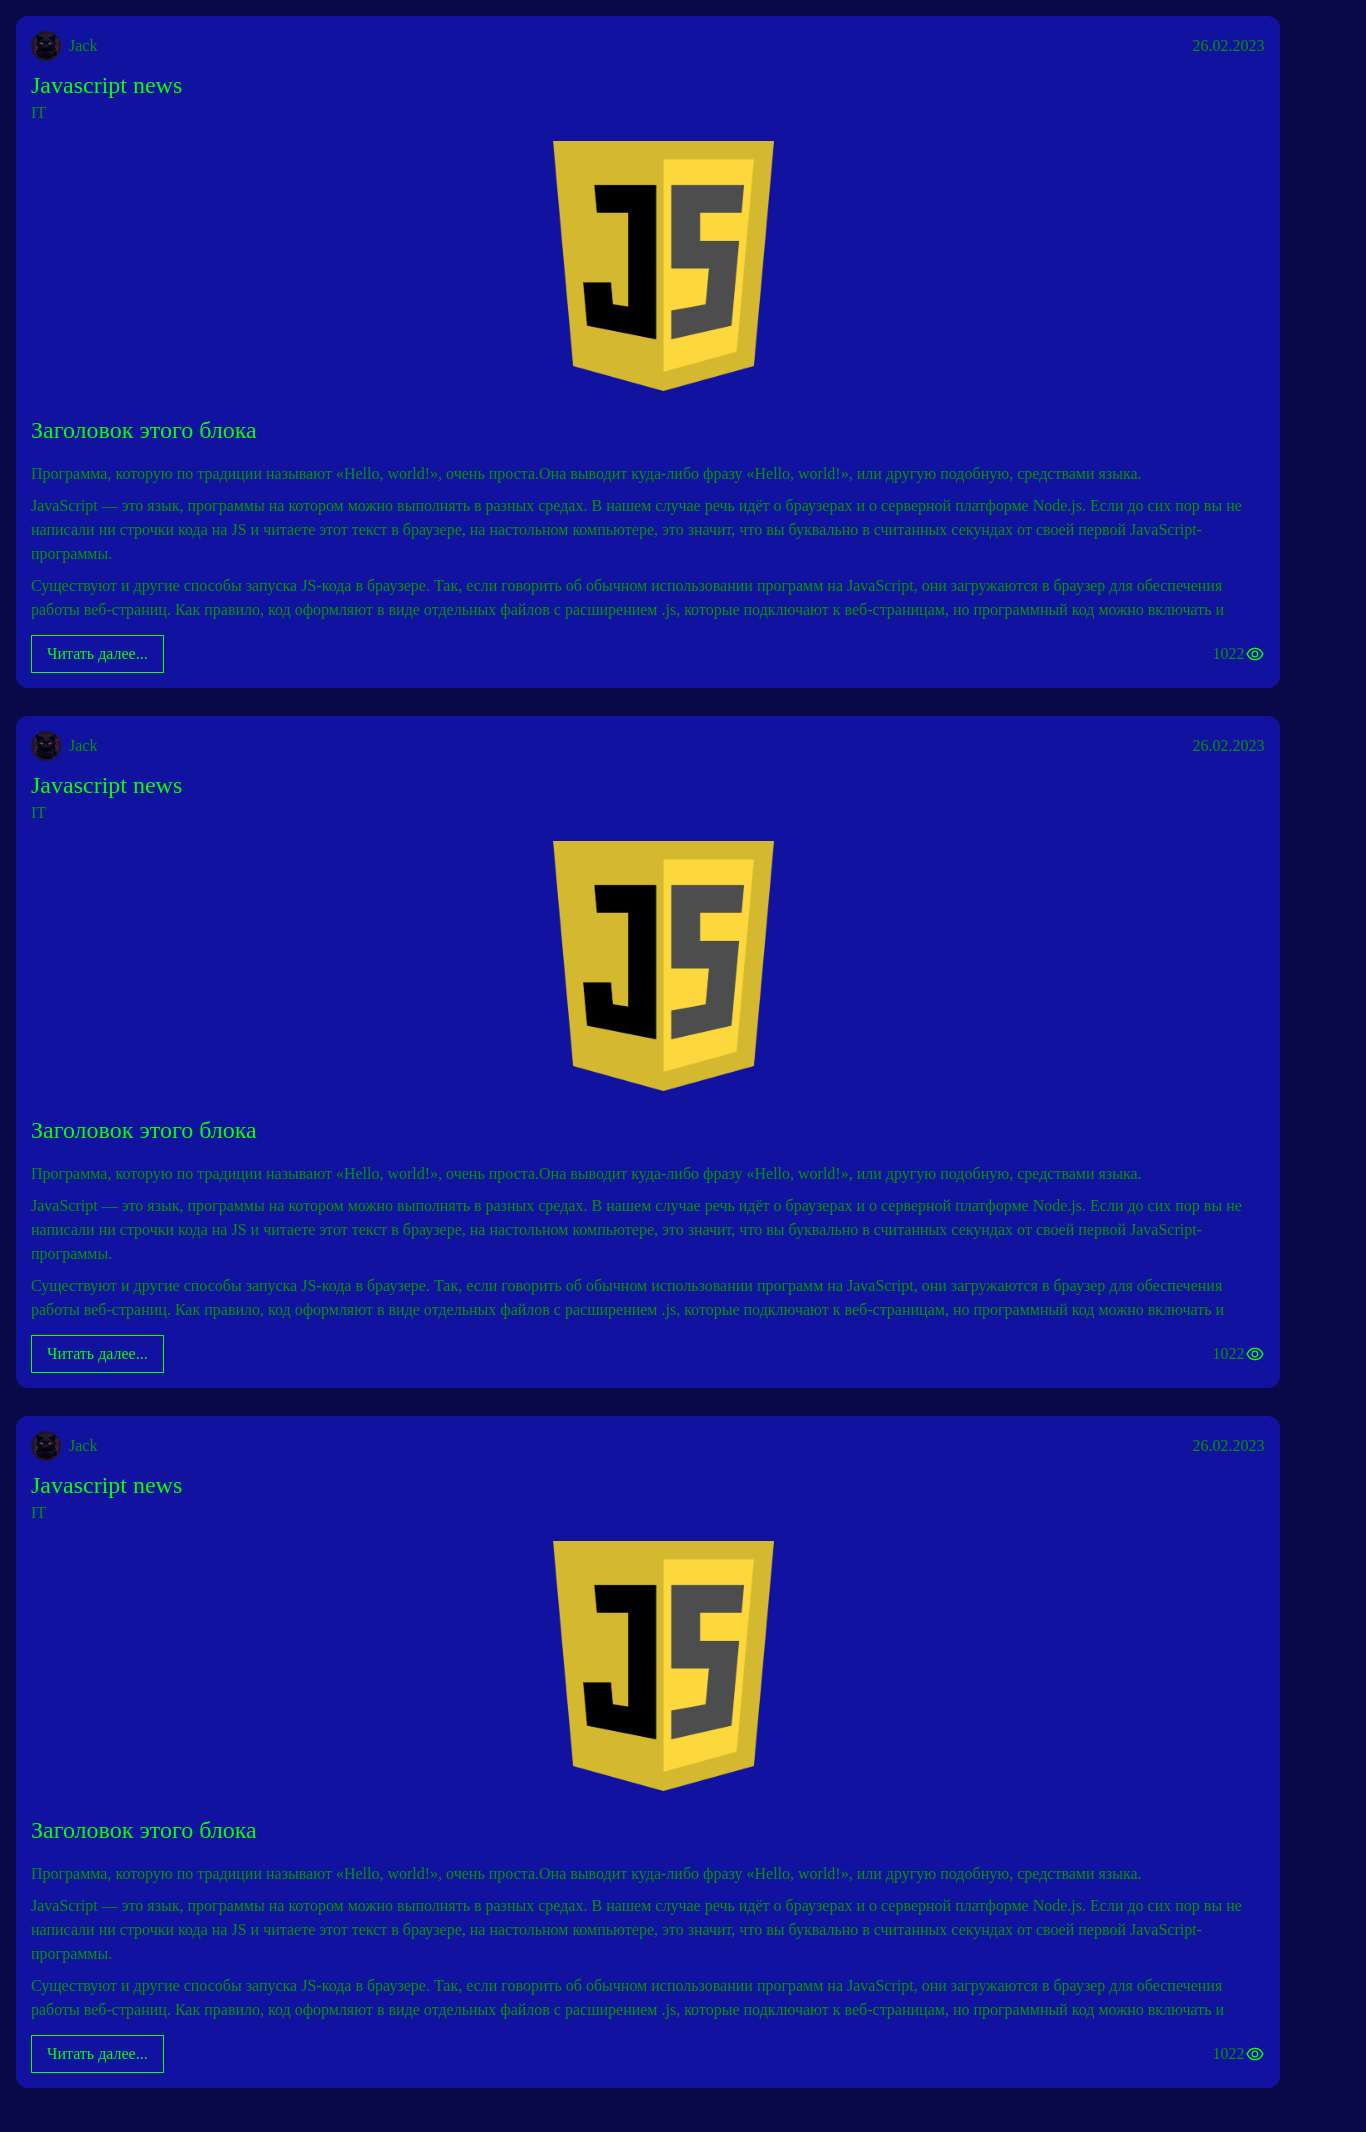 Jack
26.02.2023
Javascript news
IT
JS
Заголовок этого блока
Программа, которую по традиции называют «Hello, world!», очень проста.Она выводит куда-либо фразу «Hello, world!», или другую подобную, средствами языка.
JavaScript — это язык, программы на котором можно выполнять в разных средах. В нашем случае речь идёт о браузерах и о серверной платформе Node.js. Если до сих пор вы не
написали ни строчки кода на JS и читаете этот текст в браузере, на настольном компьютере, это значит, что вы буквально в считанных секундах от своей первой JavaScript-
программы.
Существуют и другие способы запуска JS-кода в браузере. Так, если говорить об обычном использовании программ на JavaScript, они загружаются в браузер для обеспечения
работы веб-страниц. Как правило, код оформляют в виде отдельных файлов с расширением .js, которые подключают к веб-страницам, но программный код можно включать и
Читать далее...
1022
Jack
26.02.2023
Javascript news
IT
JS
Заголовок этого блока
Программа, которую по традиции называют «Hello, world!», очень проста.Она выводит куда-либо фразу «Hello, world!», или другую подобную, средствами языка.
JavaScript — это язык, программы на котором можно выполнять в разных средах. В нашем случае речь идёт о браузерах и о серверной платформе Node.js. Если до сих пор вы не
написали ни строчки кода на JS и читаете этот текст в браузере, на настольном компьютере, это значит, что вы буквально в считанных секундах от своей первой JavaScript-
программы.
Существуют и другие способы запуска JS-кода в браузере. Так, если говорить об обычном использовании программ на JavaScript, они загружаются в браузер для обеспечения
работы веб-страниц. Как правило, код оформляют в виде отдельных файлов с расширением .js, которые подключают к веб-страницам, но программный код можно включать и
Читать далее...
1022
Jack
26.02.2023
Javascript news
IT
JS
Заголовок этого блока
Программа, которую по традиции называют «Hello, world!», очень проста.Она выводит куда-либо фразу «Hello, world!», или другую подобную, средствами языка.
JavaScript — это язык, программы на котором можно выполнять в разных средах. В нашем случае речь идёт о браузерах и о серверной платформе Node.js. Если до сих пор вы не
написали ни строчки кода на JS и читаете этот текст в браузере, на настольном компьютере, это значит, что вы буквально в считанных секундах от своей первой JavaScript-
программы.
Существуют и другие способы запуска JS-кода в браузере. Так, если говорить об обычном использовании программ на JavaScript, они загружаются в браузер для обеспечения
работы веб-страниц. Как правило, код оформляют в виде отдельных файлов с расширением .js, которые подключают к веб-страницам, но программный код можно включать и
Читать далее...
1022